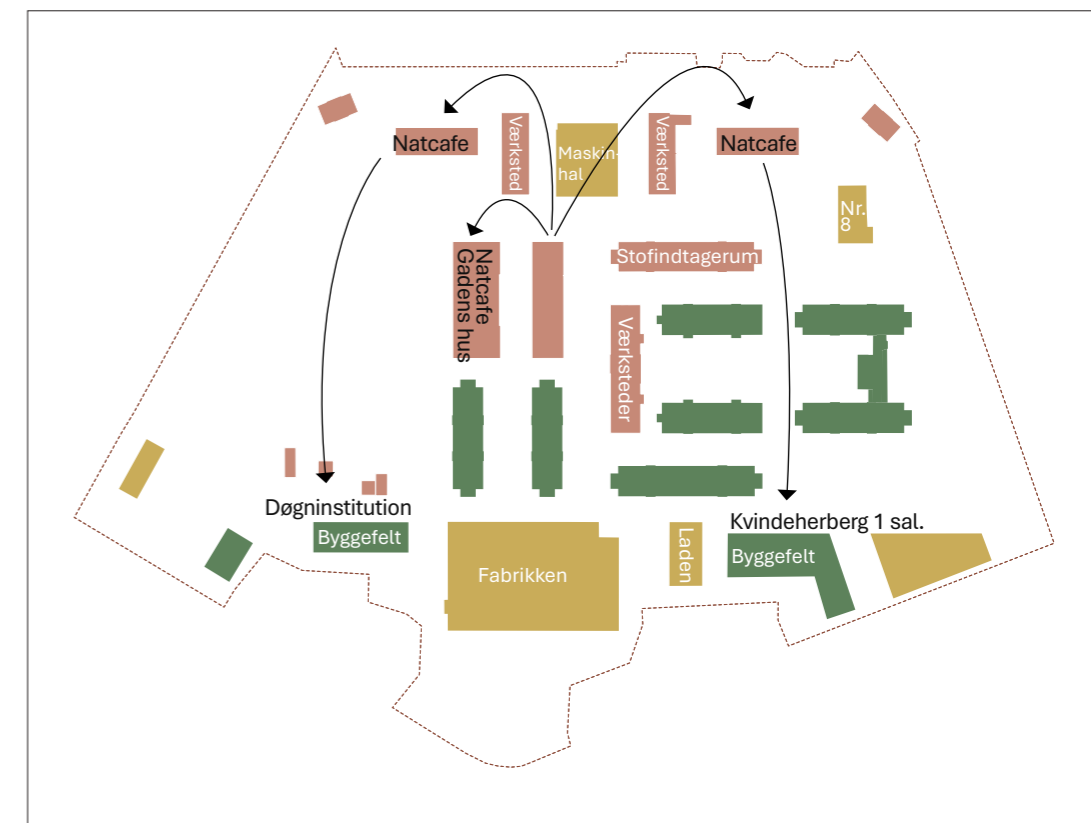 Natcafe
Værksted
Maskin-
hal
Værksted
Natcafe
Nr.
8
Natcafe
Gadens hus
Stofindtagerum
Værksteder
Døgninstitution
Byggefelt
Fabrikken
Laden
Kvindeherberg 1 sal.
Byggefelt